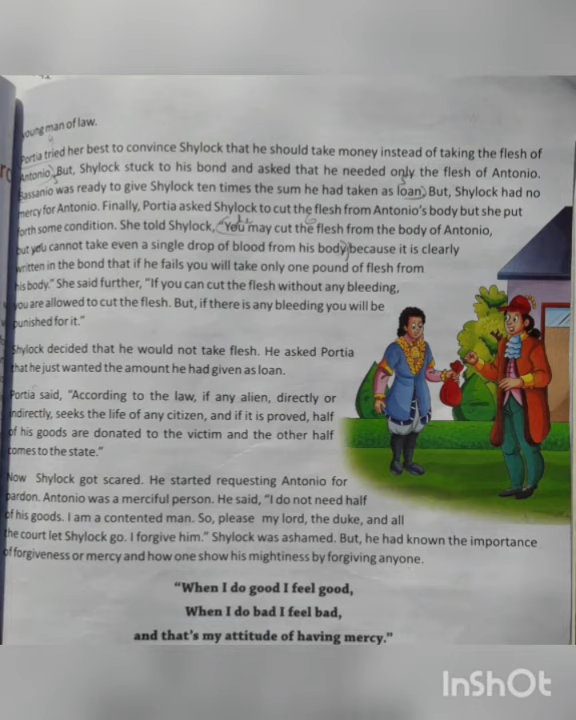 young man of law.
Portia tried her best to convince Shylock that he should take money instead of taking the flesh of
Antonio. But, Shylock stuck to his bond and asked that he needed only the flesh of Antonio.
Bassanio was ready to give Shylock ten times the sum he had taken as loan. But, Shylock had no
mercy for Antonio. Finally, Portia asked Shylock to cut the flesh from Antonio's body but she put
forth some condition. She told Shylock, "You may cut the flesh from the body of Antonio,
but you cannot take even a single drop of blood from his body because it is clearly
written in the bond that if he fails you will take only one pound of flesh from
his body." She said further, "If you can cut the flesh without any bleeding,
you are allowed to cut the flesh. But, if there is any bleeding you will be
punished for it."
Shylock decided that he would not take flesh. He asked Portia
that he just wanted the amount he had given as loan.
Portia said, "According to the law, if any alien, directly or
indirectly, seeks the life of any citizen, and if it is proved, half
of his goods are donated to the victim and the other half
comes to the state."
Now Shylock got scared. He started requesting Antonio for
pardon. Antonio was a merciful person. He said, "I do not need half
of his goods. I am a contented man. So, please my lord, the duke, and all
the court let Shylock go. I forgive him." Shylock was ashamed. But, he had known the importance
of forgiveness or mercy and how one show his mightiness by forgiving anyone.
"When I do good I feel good,
When I do bad I feel bad,
and that's my attitude of having mercy."
InShOt